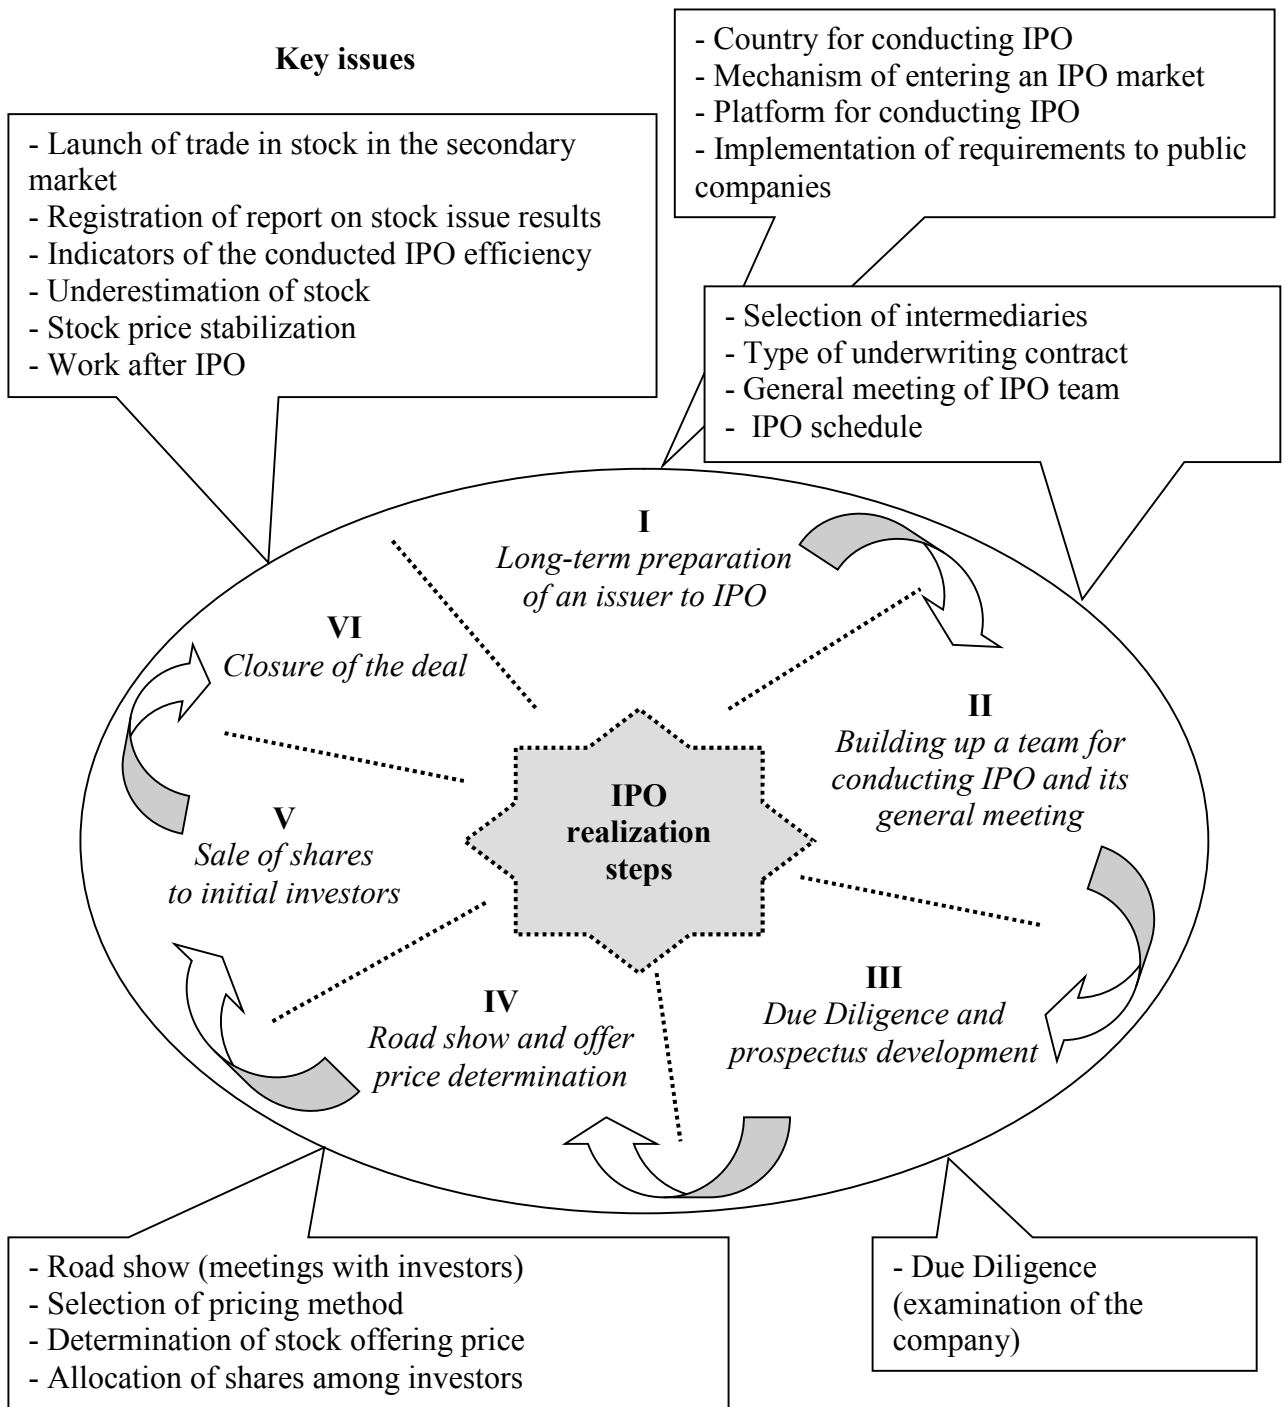 Key issues
- Country for conducting IPO
- Mechanism of entering an IPO market
- Platform for conducting IPO
- Implementation of requirements to public
companies
- Launch of trade in stock in the secondary
market
- Registration of report on stock issue results
- Indicators of the conducted IPO efficiency
- Underestimation of stock
- Stock price stabilization
- Work after IPO
- Selection of intermediaries
- Type of underwriting contract
- General meeting of IPO team
- IPO schedule
I
Long-term preparation
of an issuer to IPO
II
Building up a team for
conducting IPO and its
general meeting
III
Due Diligence and
prospectus development
IV
Road show and offer
price determination
V
Sale of shares
to initial investors
VI
Closure of the deal
IPO
realization
steps
- Road show (meetings with investors)
- Selection of pricing method
- Determination of stock offering price
- Allocation of shares among investors
- Due Diligence
(examination of the
company)